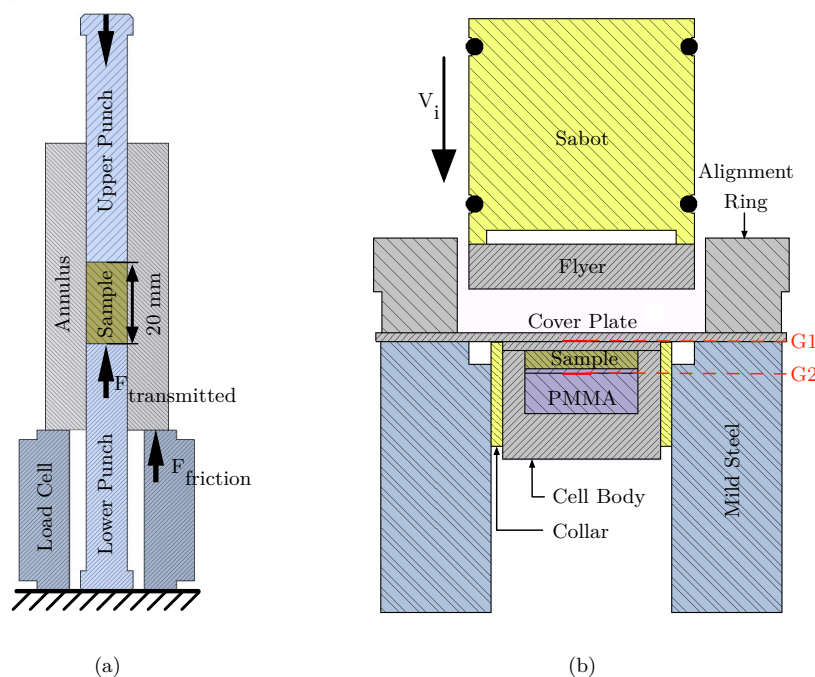 Upper Punch
Annulus
Sample
20 mm
F transmitted
F friction
Load Cell
Lower Punch
(a)
V i
Sabot
Alignment
Ring
Flyer
Cover Plate
G1
Sample
G2
PMMA
Mild Steel
Cell Body
Collar
(b)